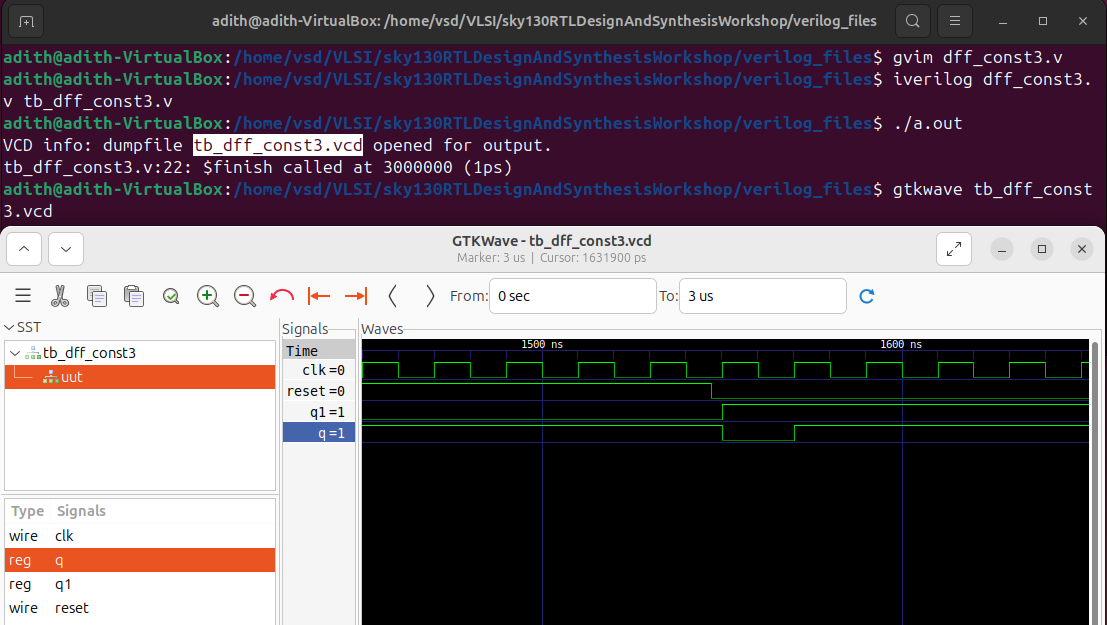 adith@adith-VirtualBox: /home/vsd/VLSI/sky130RTLDesignAndSynthesisWorkshop/verilog_files
adith@adith-VirtualBox:/home/vsd/VLSI/sky130RTLDesignAndSynthesisWorkshop/verilog_files$ gvim dff_const3.v
adith@adith-VirtualBox:/home/vsd/VLSI/sky130RTLDesignAndSynthesisWorkshop/verilog_files$ iverilog dff_const3.
v tb_dff_const3.v
adith@adith-VirtualBox:/home/vsd/VLSI/sky130RTLDesignAndSynthesisWorkshop/verilog_files$ ./a.out
VCD info: dumpfile tb_dff_const3.vcd opened for output.
tb_dff_const3.v:22: $finish called at 3000000 (1ps)
adith@adith-VirtualBox:/home/vsd/VLSI/sky130RTLDesignAndSynthesisWorkshop/verilog_files$ gtkwave tb_dff_const
3.vcd
GTKWave - tb_dff_const3.vcd
Marker: 3 us | Cursor: 1631900 ps
From: 0 sec To: 3 us
SST
tb_dff_const3
uut
Type Signals
wire clk
reg q
reg q1
wire reset
Signals
Time
clk =0
reset =0
q1 =1
q =1
Waves
1500 ns 1600 ns